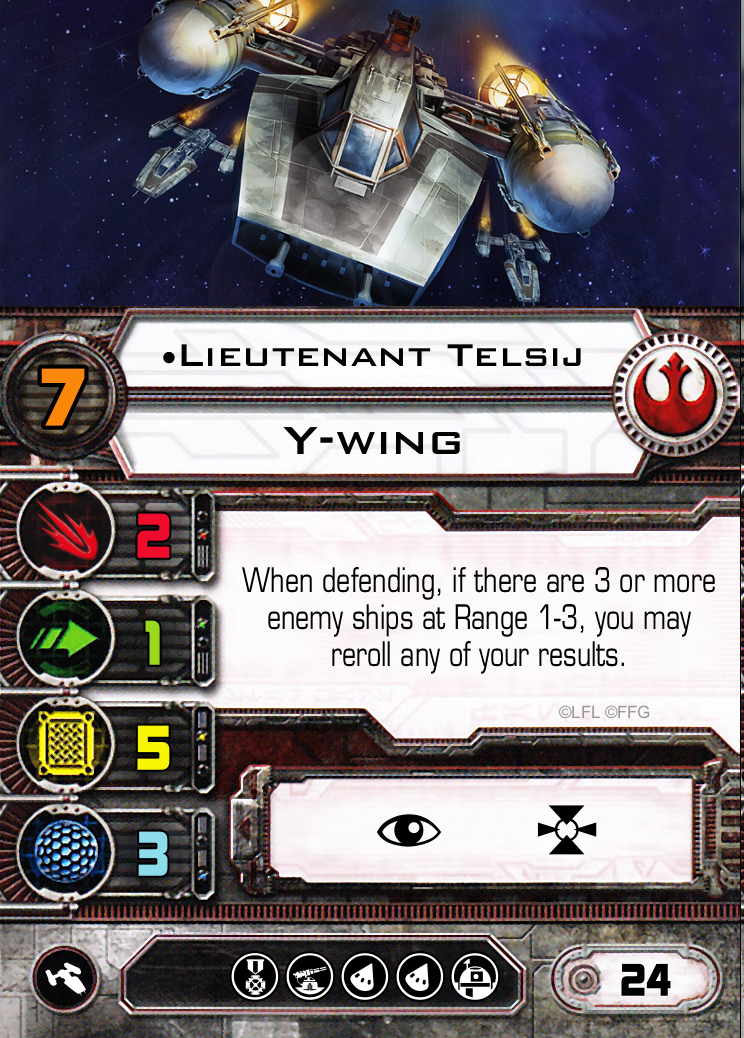 •Lieutenant Telsij
7
Y-wing
2
When defending, if there are 3 or more
enemy ships at Range 1-3, you may
reroll any of your results.
1
©LFL ©FFG
5
3
24